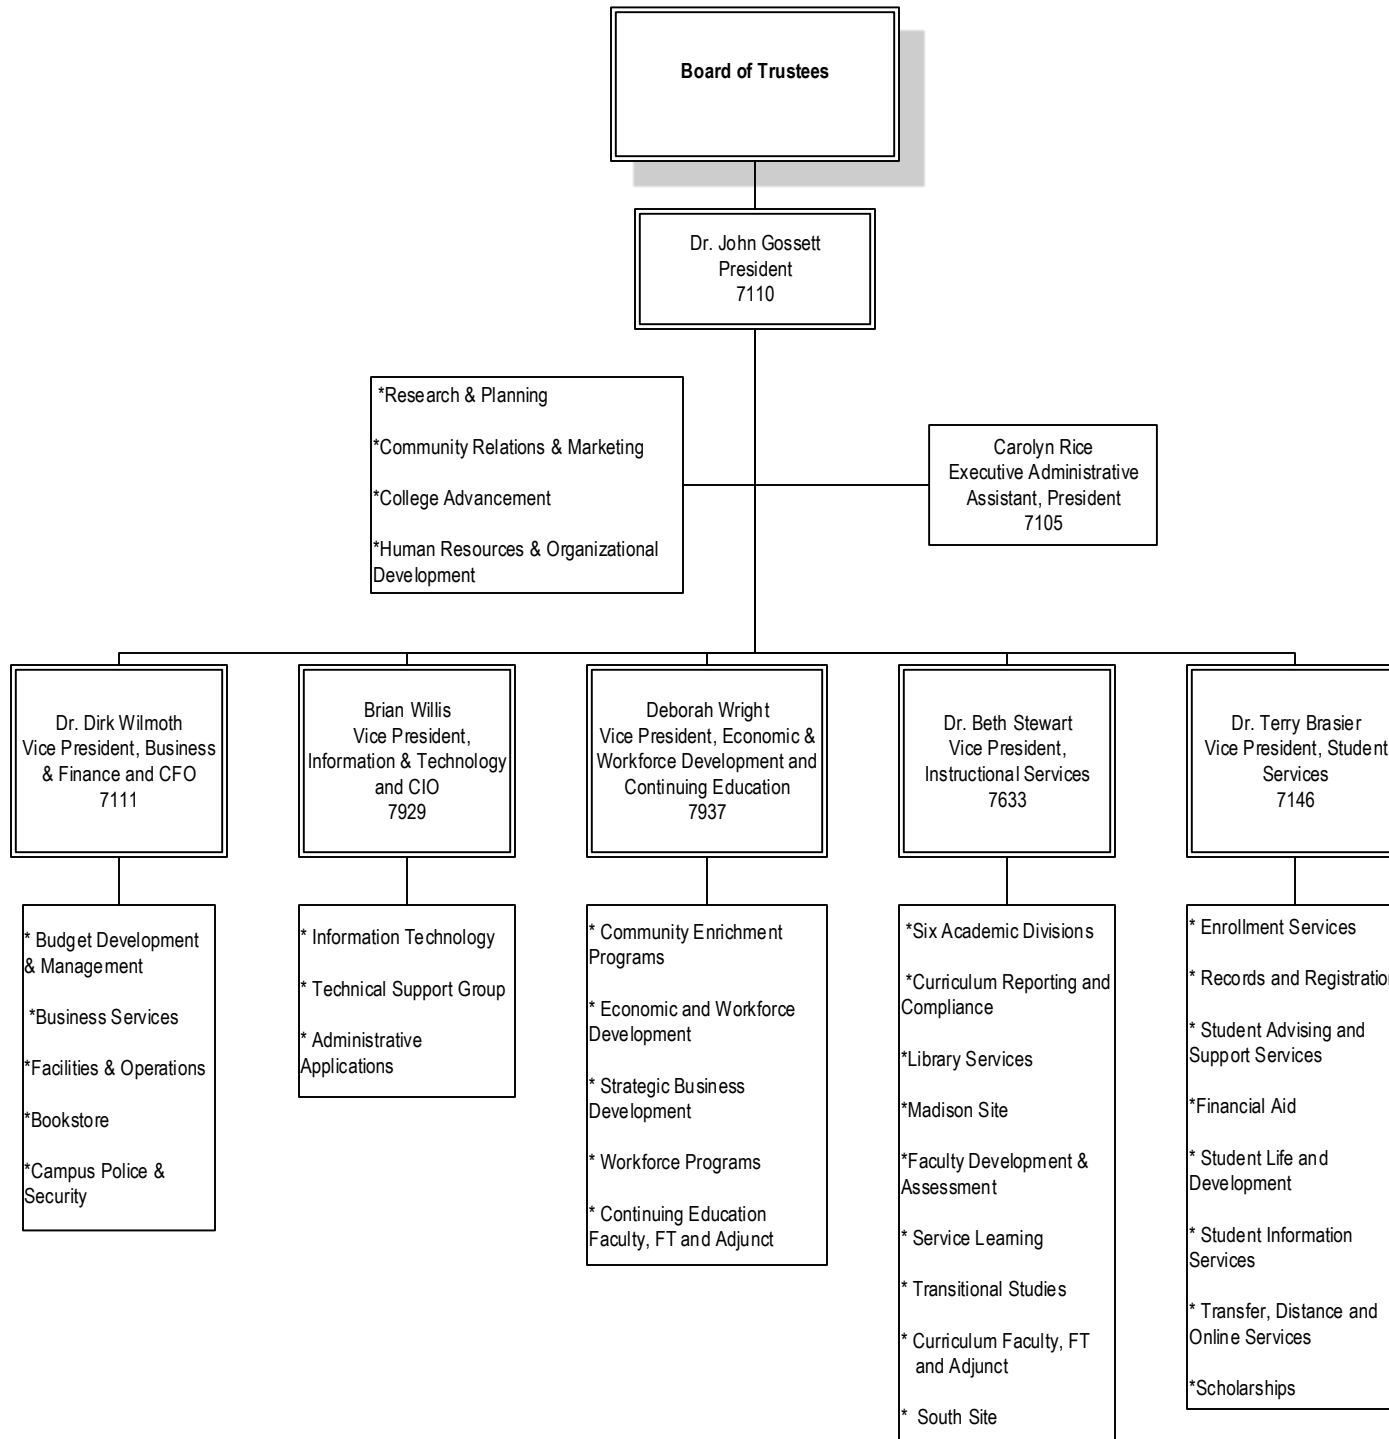 Board of Trustees
Dr. John Gossett
President
7110
*Research & Planning
*Community Relations & Marketing
*College Advancement
*Human Resources & Organizational
Development
Carolyn Rice
Executive Administrative
Assistant, President
7105
Dr. Dirk Wilmoth
Vice President, Business
& Finance and CFO
7111
Brian Willis
Vice President,
Information & Technology
and CIO
7929
Deborah Wright
Vice President, Economic &
Workforce Development and
Continuing Education
7937
Dr. Beth Stewart
Vice President,
Instructional Services
7633
Dr. Terry Brasier
Vice President, Student
Services
7146
* Budget Development
& Management
*Business Services
*Facilities & Operations
*Bookstore
*Campus Police &
Security
* Information Technology
* Technical Support Group
* Administrative
Applications
* Community Enrichment
Programs
* Economic and Workforce
Development
* Strategic Business
Development
* Workforce Programs
* Continuing Education
Faculty, FT and Adjunct
*Six Academic Divisions
*Curriculum Reporting and
Compliance
*Library Services
*Madison Site
*Faculty Development &
Assessment
* Service Learning
* Transitional Studies
* Curriculum Faculty, FT
and Adjunct
* South Site
* Enrollment Services
* Records and Registration
* Student Advising and
Support Services
*Financial Aid
* Student Life and
Development
* Student Information
Services
* Transfer, Distance and
Online Services
*Scholarships